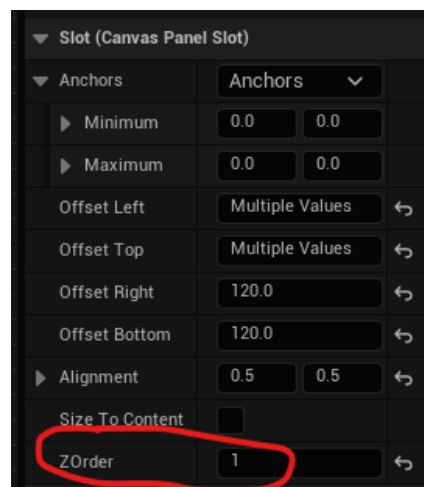 Slot (Canvas Panel Slot)
Anchors Anchors
Minimum 0.0 0.0
Maximum 0.0 0.0
Offset Left Multiple Values
Offset Top Multiple Values
Offset Right 120.0
Offset Bottom 120.0
Alignment 0.5 0.5
Size To Content
ZOrder 1